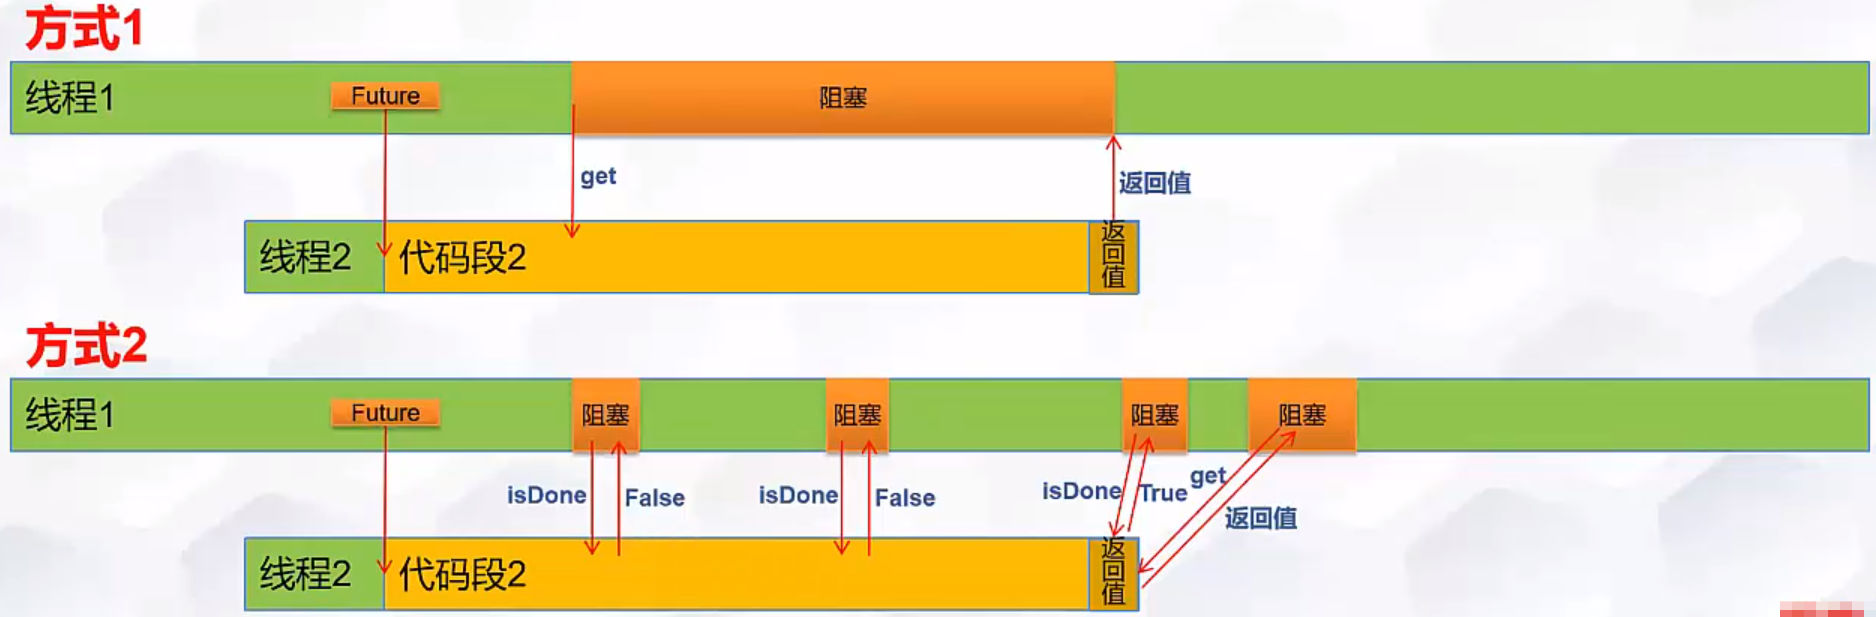 方式1
线程1
Future
阻塞
get
返回值
线程2
代码段2
返回值
方式2
线程1
Future
阻塞
阻塞
阻塞
阻塞
isDone
False
isDone
False
isDone
True
get
返回值
线程2
代码段2
返回值